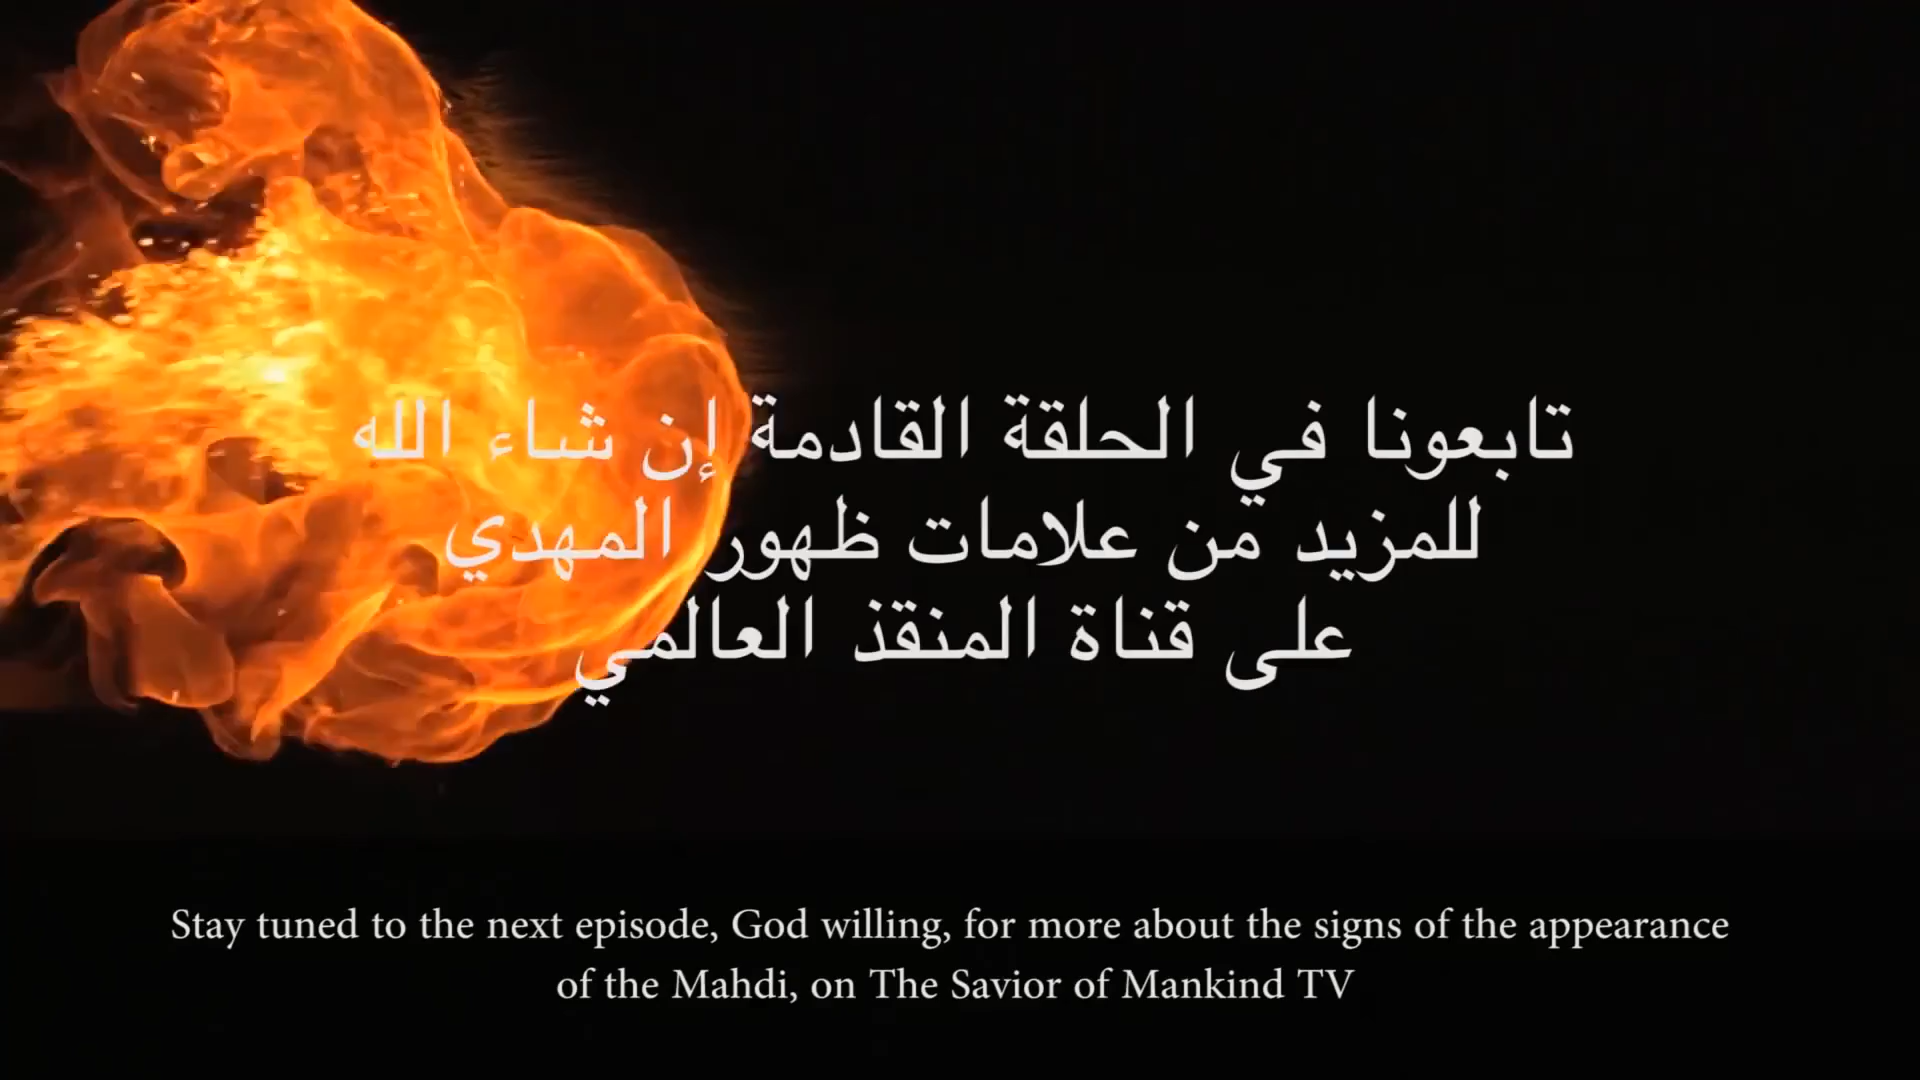 تابعونا في الحلقة القادمة إن شاء الله
للمزيد من علامات ظهور المهدي
على قناة المنقذ العالمي
Stay tuned to the next episode, God willing, for more about the signs of the appearance
of the Mahdi, on The Savior of Mankind TV